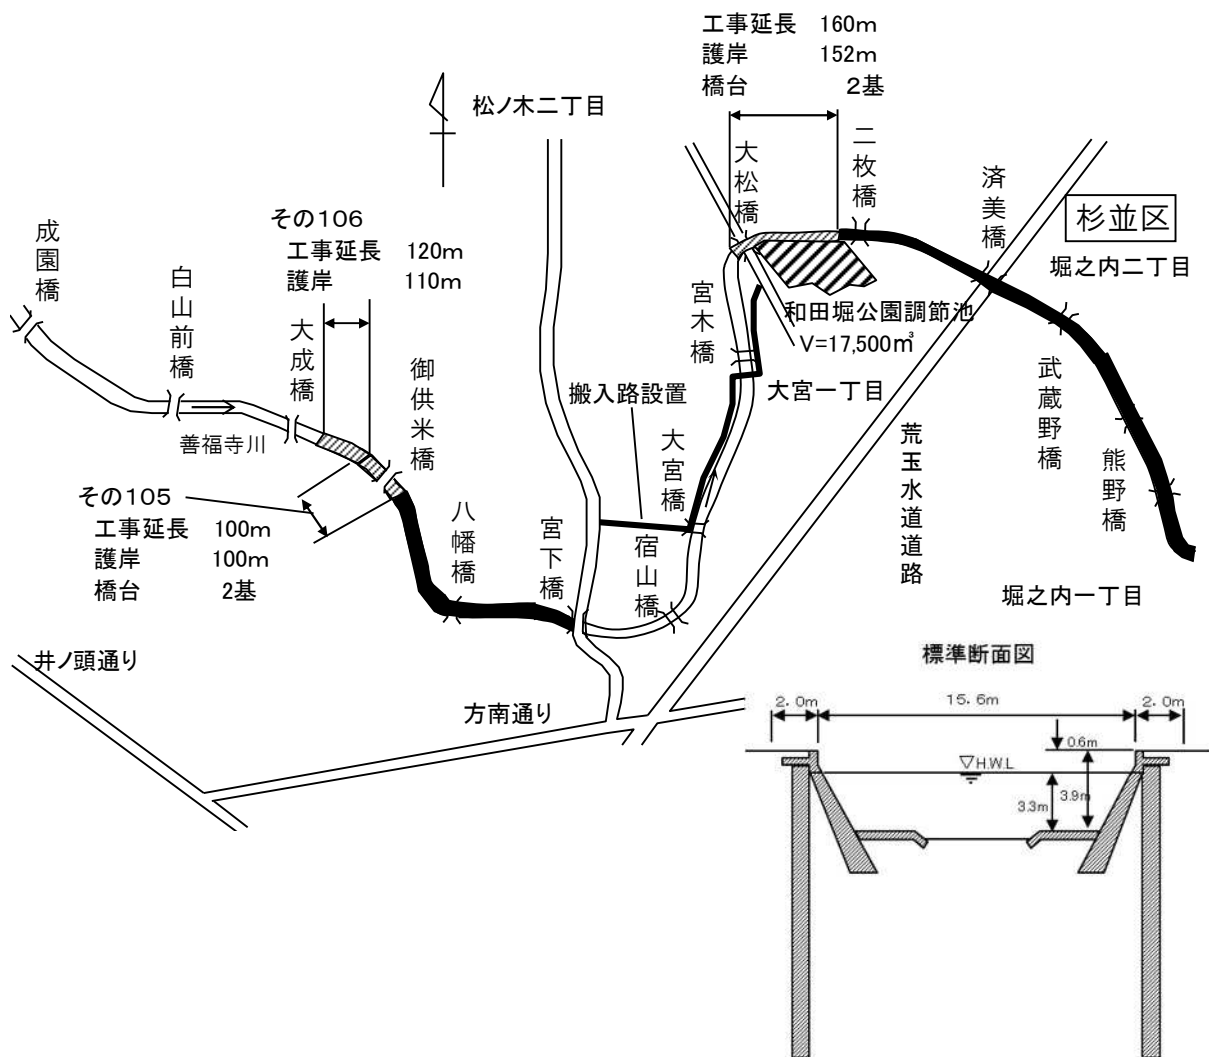 工事延長 160m
護岸 152m
橋台 2基
松ノ木二丁目
大松橋
二枚橋
済美橋
杉並区
堀之内二丁目
その106
工事延長 120m
護岸 110m
成園橋
白山前橋
大成橋
御供米橋
宮木橋
和田堀公園調節池
V=17,500㎥
武蔵野橋
搬入路設置
大宮一丁目
善福寺川
大宮橋
荒玉水道道路
熊野橋
その105
工事延長 100m
護岸 100m
橋台 2基
八幡橋
宮下橋
宿山橋
堀之内一丁目
井ノ頭通り
方南通り
標準断面図
2.0m
15.6m
2.0m
0.6m
▽H.W.L
3.3m
3.9m